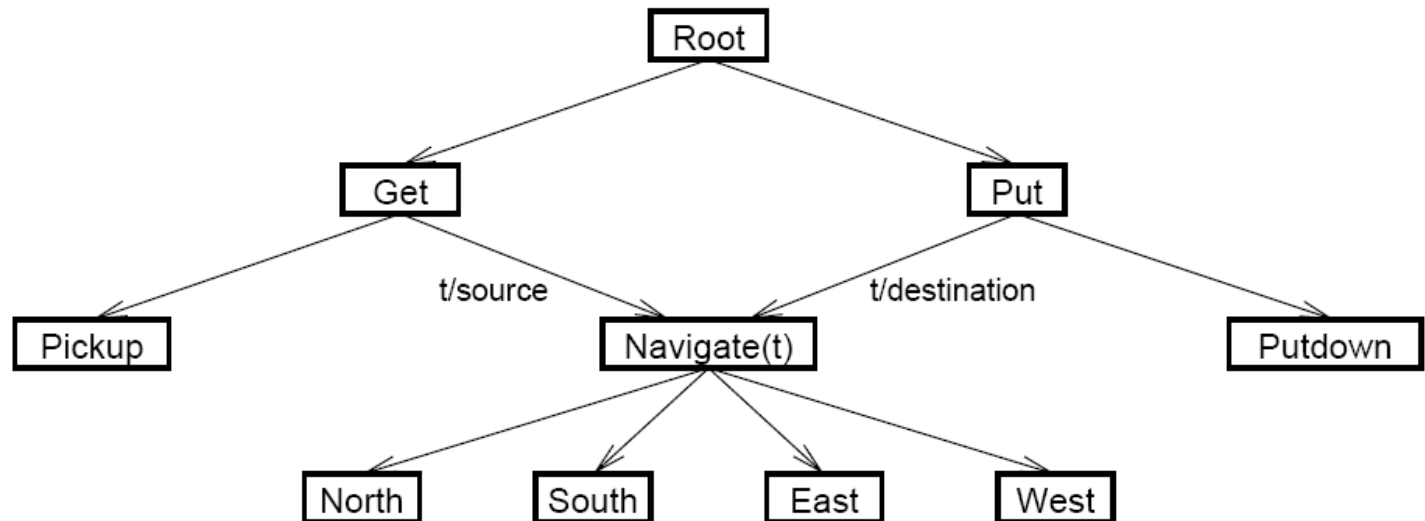 Root
Get
Put
t/source
t/destination
Pickup
Navigate(t)
Putdown
North
South
East
West